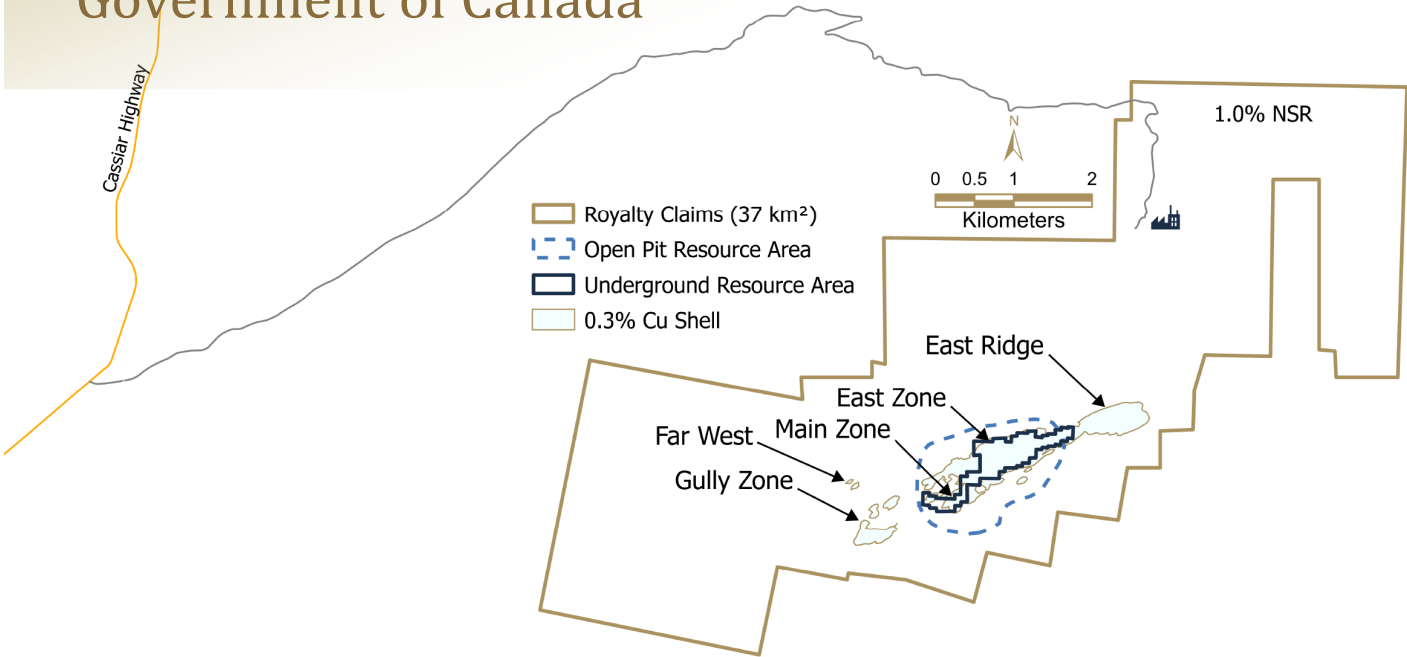 Government of Canada
Cassiar Highway
1.0% NSR
N
0 0.5 1 2
Kilometers
Royalty Claims (37 km²)
Open Pit Resource Area
Underground Resource Area
0.3% Cu Shell
East Ridge
East Zone
Main Zone
Far West
Gully Zone